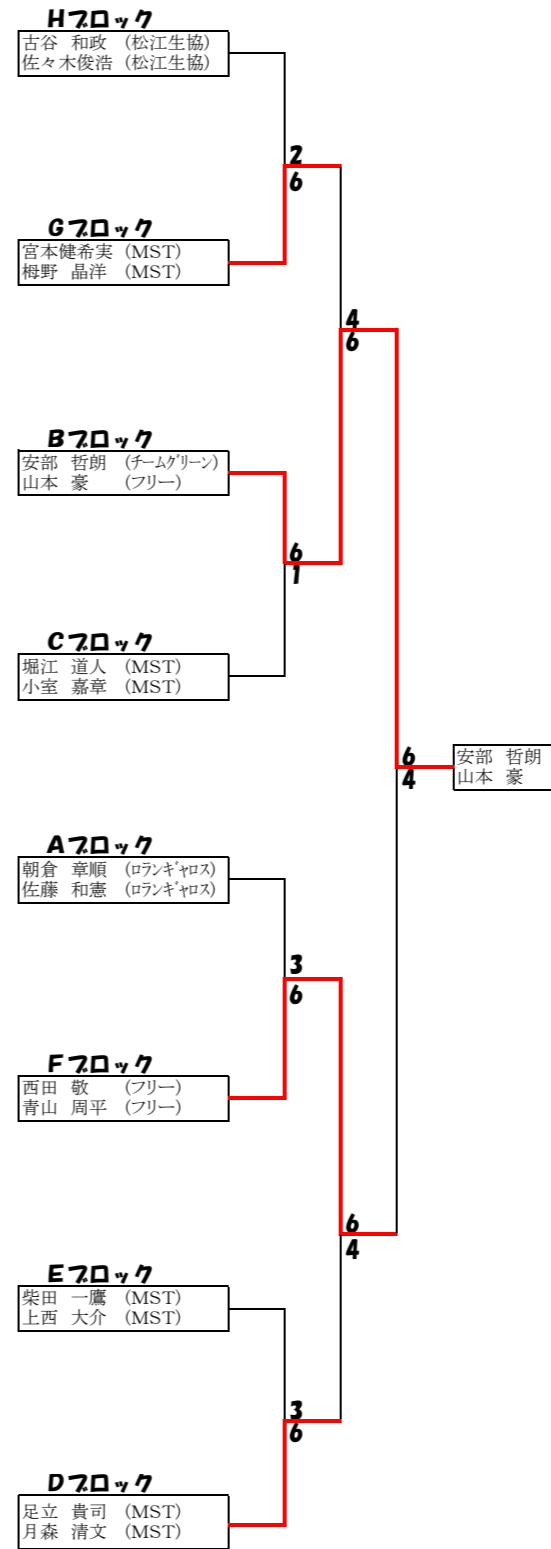 Hブロック
古谷 和政 (松江生協)
佐々木俊浩 (松江生協)
2
6
Gブロック
宮本健希実 (MST)
栂野 晶洋 (MST)
4
6
Bブロック
安部 哲朗 (チームグリーン)
山本 豪 (フリー)
6
1
Cブロック
堀江 道人 (MST)
小室 嘉章 (MST)
6
4
安部 哲朗
山本 豪
Aブロック
朝倉 章順 (ロランギャロス)
佐藤 和憲 (ロランギャロス)
3
6
Fブロック
西田 敬 (フリー)
青山 周平 (フリー)
6
4
Eブロック
柴田 一鷹 (MST)
上西 大介 (MST)
3
6
Dブロック
足立 貴司 (MST)
月森 清文 (MST)